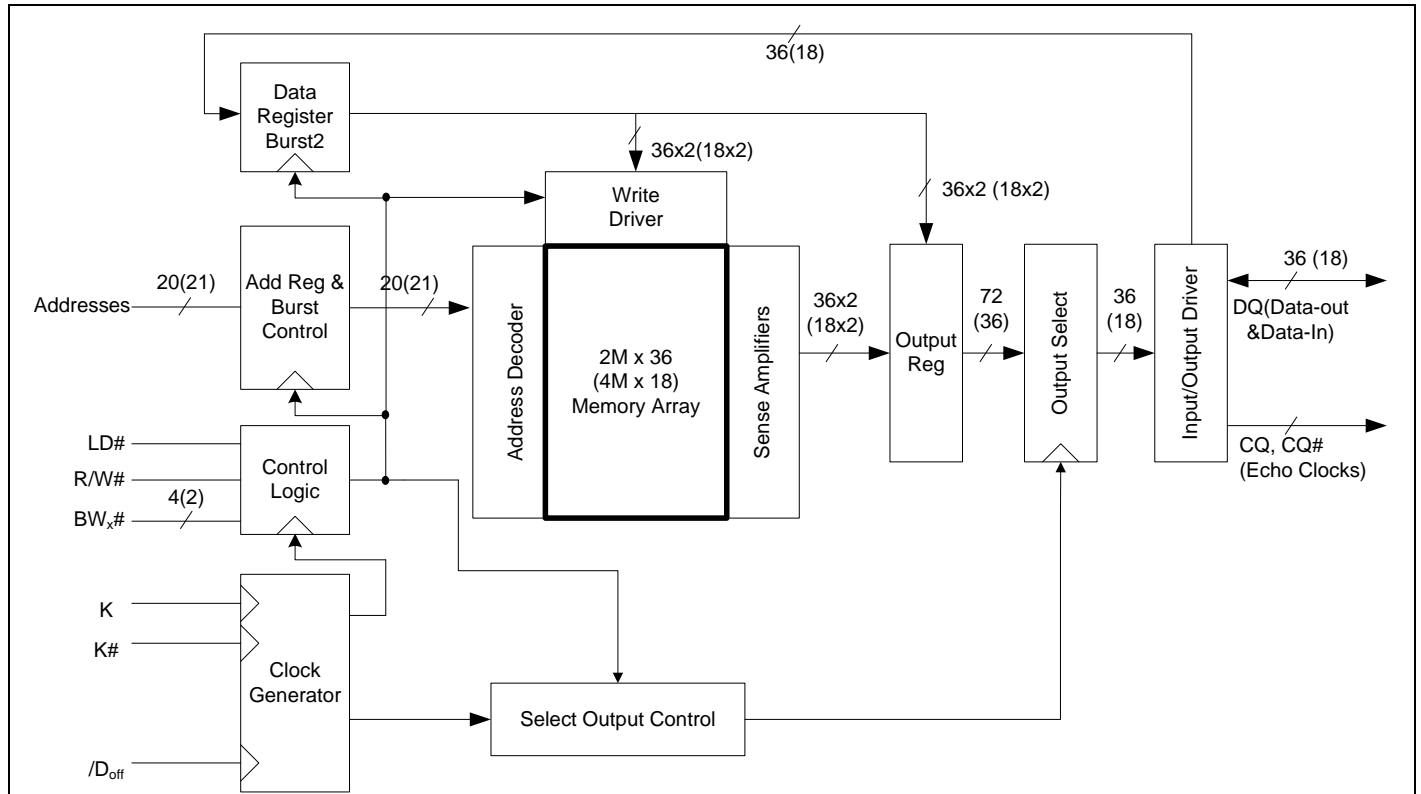 36(18)
Data
Register
Burst2
36x2(18x2)
36x2 (18x2)
Write
Driver
Addresses
20(21)
Add Reg &
Burst
Control
20(21)
Address Decoder
2M x 36
(4M x 18)
Memory Array
Sense Amplifiers
36x2
(18x2)
Output
Reg
72
(36)
Output Select
36
(18)
Input/Output Driver
36 (18)
DQ(Data-out
&Data-In)
CQ, CQ#
(Echo Clocks)
LD#
R/W#
BWx#
4(2)
Control
Logic
K
K#
/Doff
Clock
Generator
Select Output Control